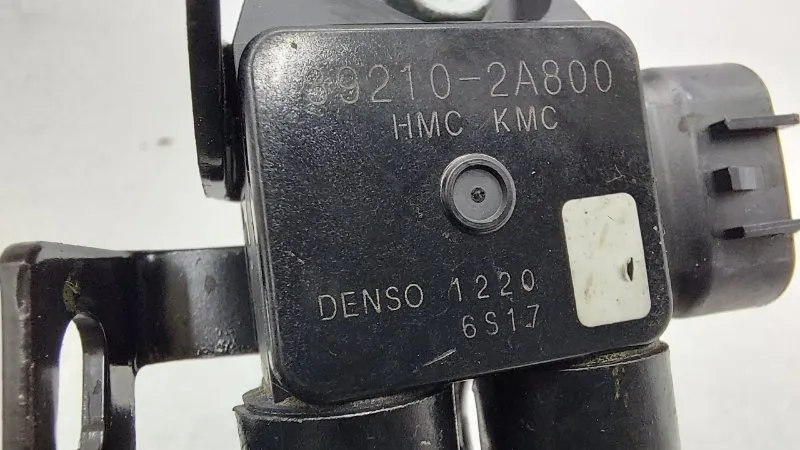 39210-2A800
HMC KMC
DENSO 1220
6S17